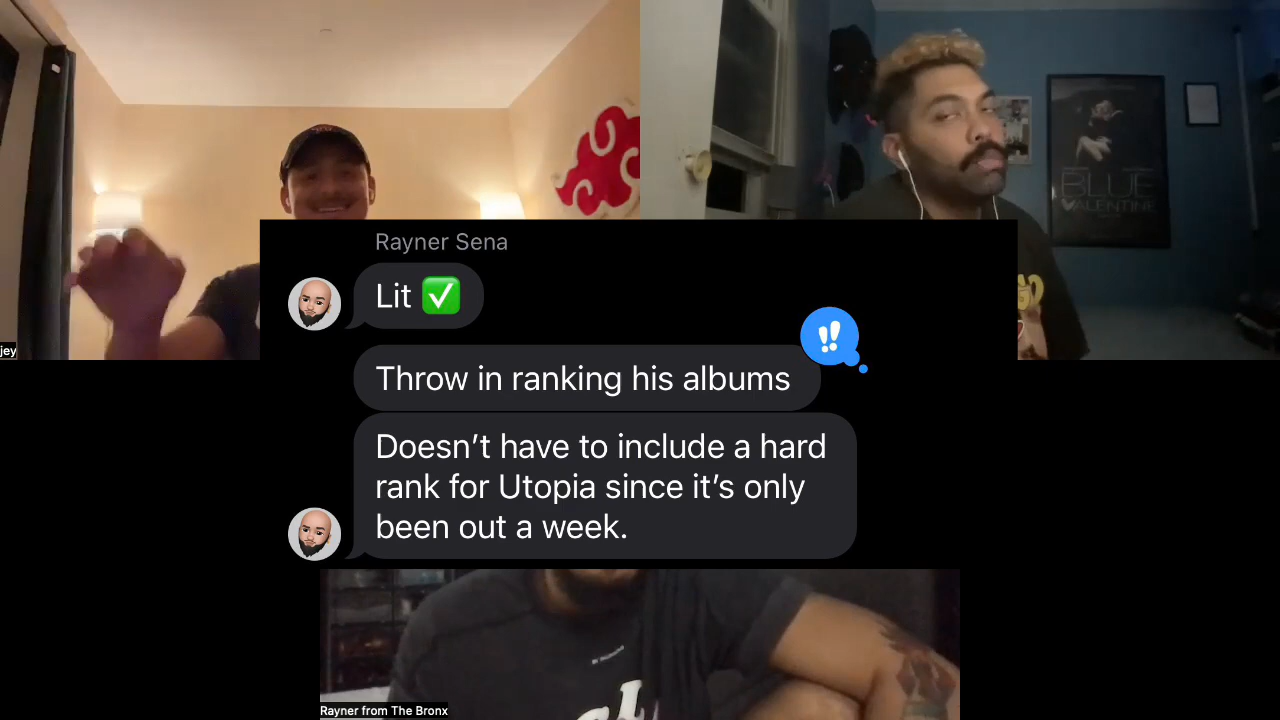 BLUE
VALENTINE
jey
Rayner Sena
Lit ✅
Throw in ranking his albums
Doesn’t have to include a hard
rank for Utopia since it’s only
been out a week.
Rayner from The Bronx